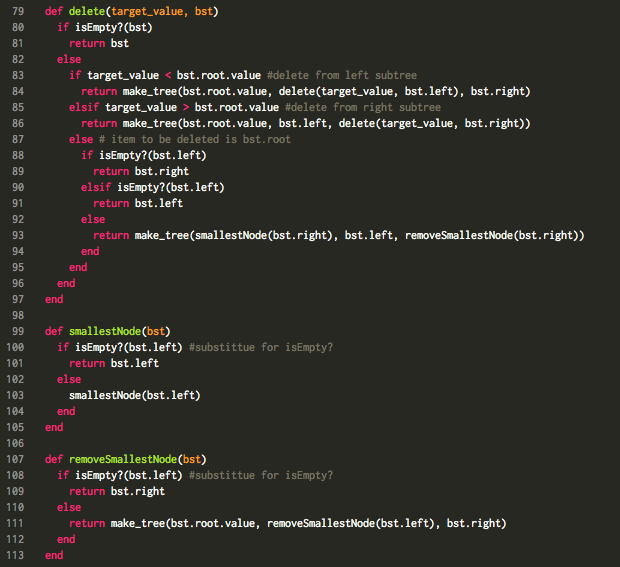 79 def delete(target_value, bst)
80 if isEmpty?(bst)
81 return bst
82 else
83 if target_value < bst.root.value #delete from left subtree
84 return make_tree(bst.root.value, delete(target_value, bst.left), bst.right)
85 elsif target_value > bst.root.value #delete from right subtree
86 return make_tree(bst.root.value, bst.left, delete(target_value, bst.right))
87 else # item to be deleted is bst.root
88 if isEmpty?(bst.left)
89 return bst.right
90 elsif isEmpty?(bst.left)
91 return bst.left
92 else
93 return make_tree(smallestNode(bst.right), bst.left, removeSmallestNode(bst.right))
94 end
95 end
96 end
97 end
98
99 def smallestNode(bst)
100 if isEmpty?(bst.left) #substittue for isEmpty?
101 return bst.left
102 else
103 smallestNode(bst.left)
104 end
105 end
106
107 def removeSmallestNode(bst)
108 if isEmpty?(bst.left) #substittue for isEmpty?
109 return bst.right
110 else
111 return make_tree(bst.root.value, removeSmallestNode(bst.left), bst.right)
112 end
113 end